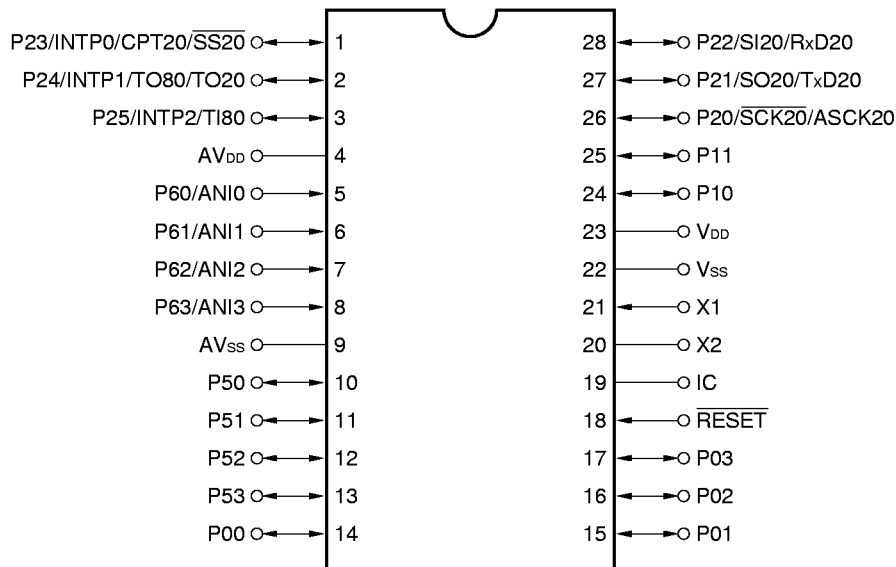 P23/INTP0/CPT20/SS20 1 28 P22/SI20/RxD20
P24/INTP1/TO80/TO20 2 27 P21/SO20/TxD20
P25/INTP2/TI80 3 26 P20/SCK20/ASCK20
AVDD 4 25 P11
P60/ANI0 5 24 P10
P61/ANI1 6 23 VDD
P62/ANI2 7 22 VSS
P63/ANI3 8 21 X1
AVSS 9 20 X2
P50 10 19 IC
P51 11 18 RESET
P52 12 17 P03
P53 13 16 P02
P00 14 15 P01